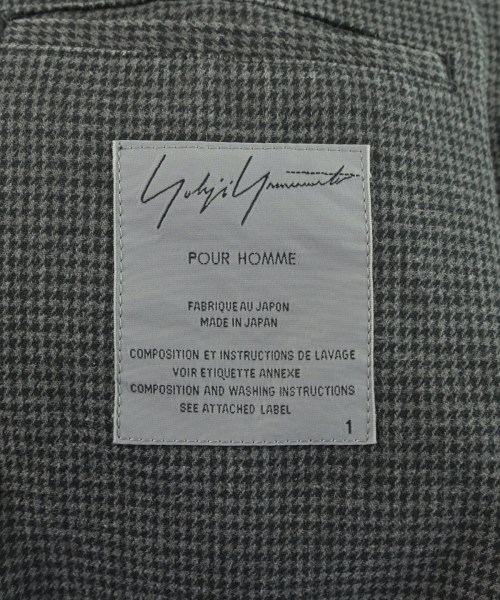 Yohji Yamamoto
POUR HOMME
FABRIQUE AU JAPON
MADE IN JAPAN
COMPOSITION ET INSTRUCTIONS DE LAVAGE
VOIR ETIQUETTE ANNEXE
COMPOSITION AND WASHING INSTRUCTIONS
SEE ATTACHED LABEL
1